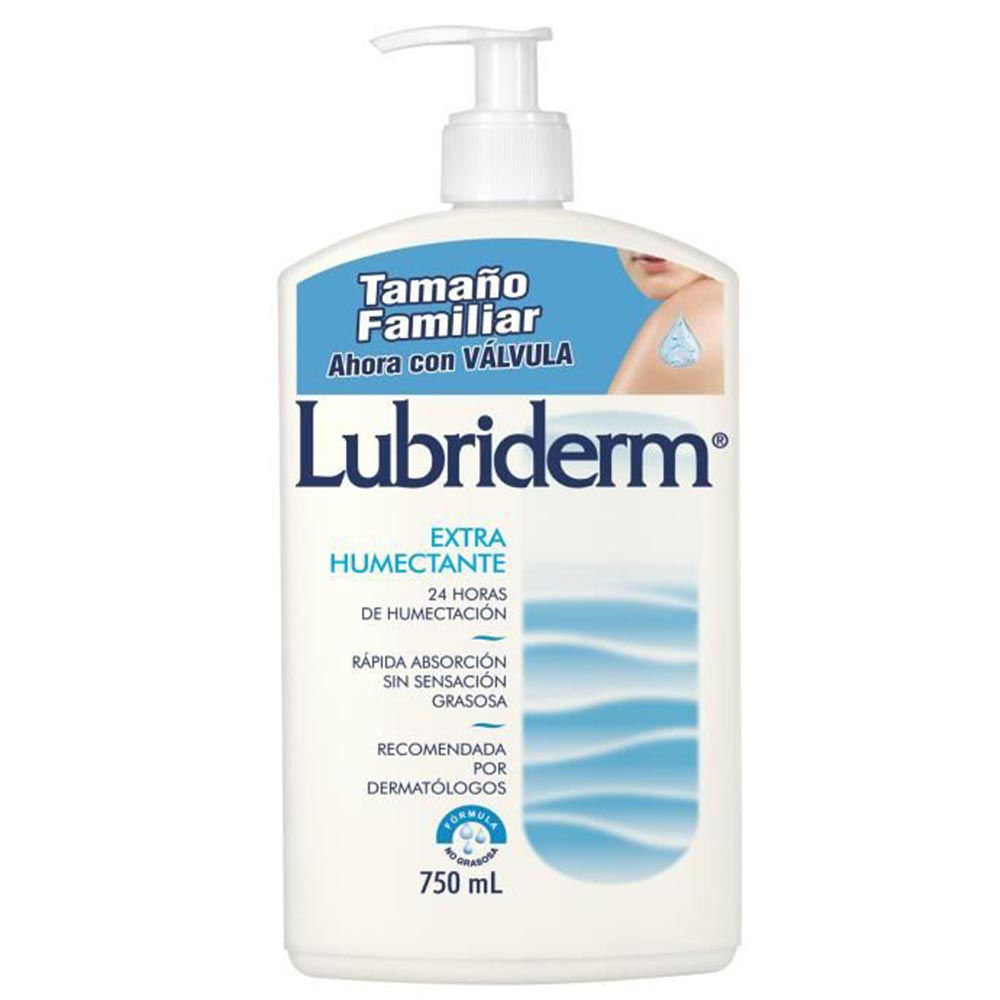 Tamaño
Familiar
Ahora con VÁLVULA
Lubriderm®
EXTRA
HUMECTANTE
24 HORAS
DE HUMECTACIÓN
RÁPIDA ABSORCIÓN
SIN SENSACIÓN
GRASOSA
RECOMENDADA
POR
DERMATÓLOGOS
FÓRMULA
NO GRASOSA
750 mL